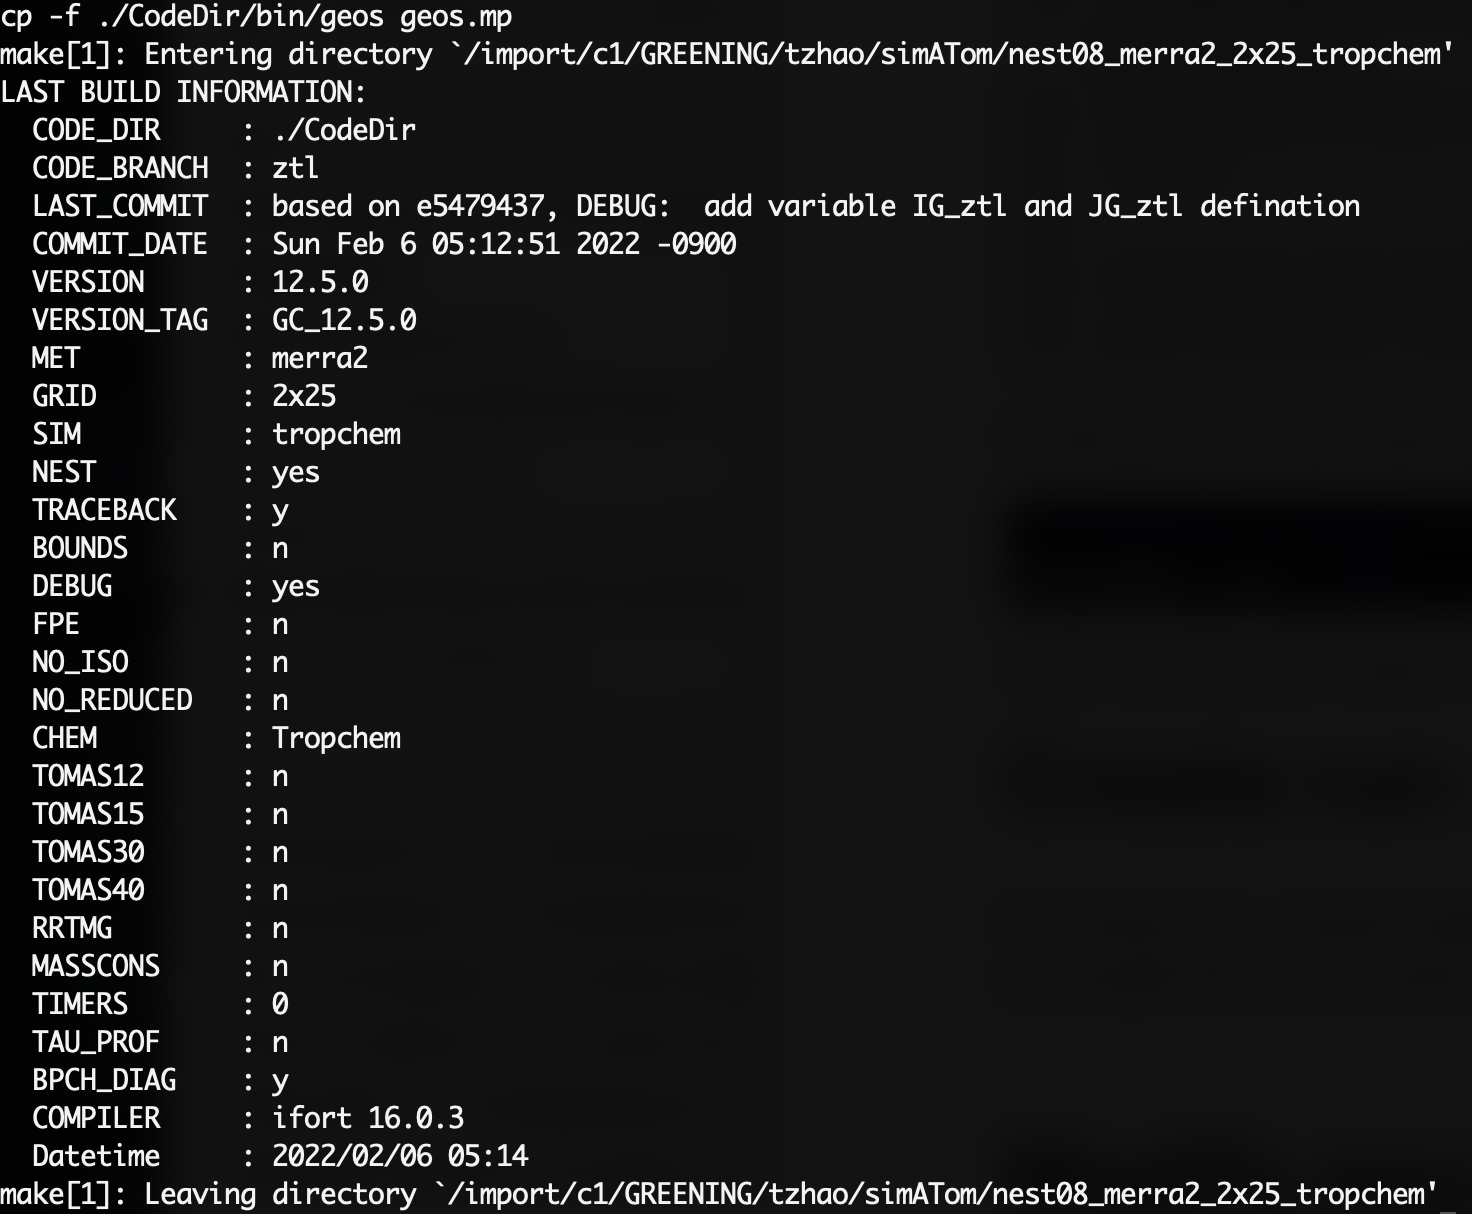 cp -f ./CodeDir/bin/geos geos.mp
make[1]: Entering directory `/import/c1/GREENING/tzhao/simATom/nest08_merra2_2x25_tropchem'
LAST BUILD INFORMATION:
  CODE_DIR     : ./CodeDir
  CODE_BRANCH  : ztl
  LAST_COMMIT  : based on e5479437, DEBUG:  add variable IG_ztl and JG_ztl defination
  COMMIT_DATE  : Sun Feb 6 05:12:51 2022 -0900
  VERSION      : 12.5.0
  VERSION_TAG  : GC_12.5.0
  MET          : merra2
  GRID         : 2x25
  SIM          : tropchem
  NEST         : yes
  TRACEBACK    : y
  BOUNDS       : n
  DEBUG        : yes
  FPE          : n
  NO_ISO       : n
  NO_REDUCED   : n
  CHEM         : Tropchem
  TOMAS12      : n
  TOMAS15      : n
  TOMAS30      : n
  TOMAS40      : n
  RRTMG        : n
  MASSCONS     : n
  TIMERS       : 0
  TAU_PROF     : n
  BPCH_DIAG    : y
  COMPILER     : ifort 16.0.3
  Datetime     : 2022/02/06 05:14
make[1]: Leaving directory `/import/c1/GREENING/tzhao/simATom/nest08_merra2_2x25_tropchem'